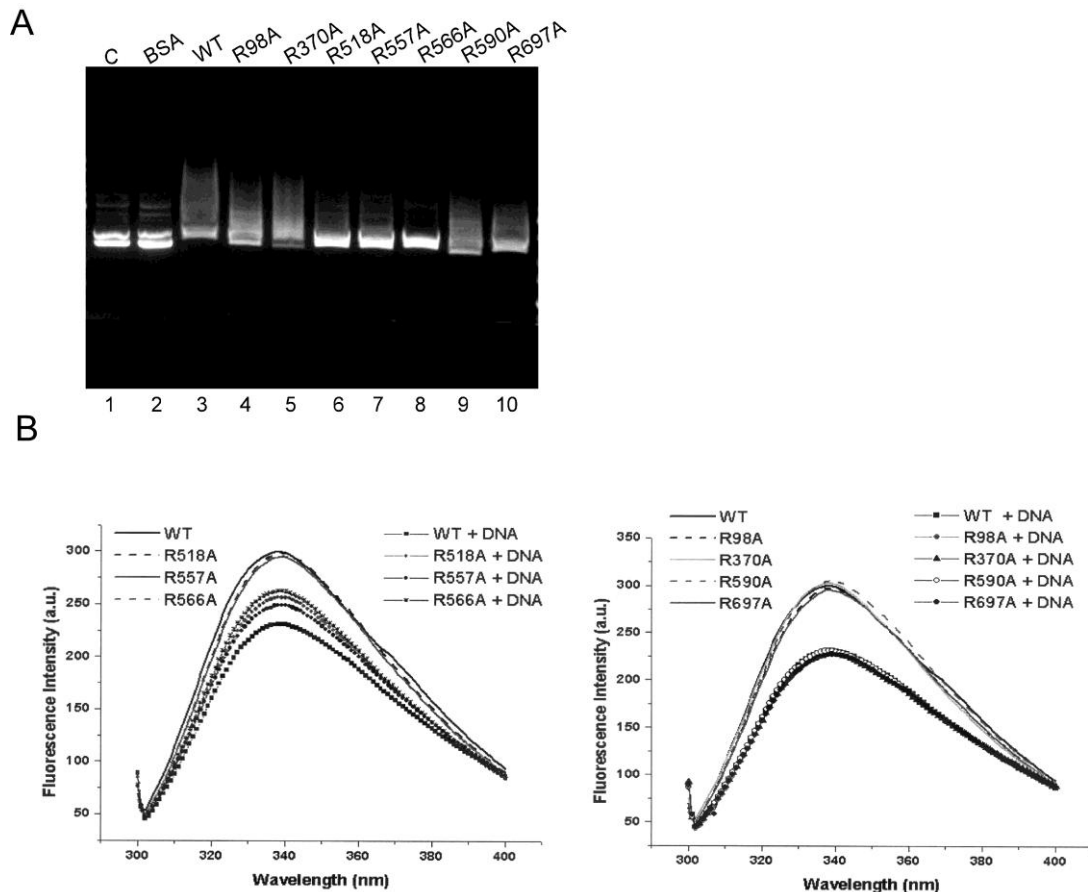 A
C BSA WT R98A R370A R518A R557A R566A R590A R697A
1 2 3 4 5 6 7 8 9 10
B
WT
R518A
R557A
R566A
WT + DNA
R518A + DNA
R557A + DNA
R566A + DNA
300
250
200
150
100
50
Fluorescence Intensity (a.u.)
300 320 340 360 380 400
Wavelength (nm)
WT
R98A
R370A
R590A
R697A
WT + DNA
R98A + DNA
R370A + DNA
R590A + DNA
R697A + DNA
350
300
250
200
150
100
50
Fluorescence Intensity (a.u.)
300 320 340 360 380 400
Wavelength (nm)